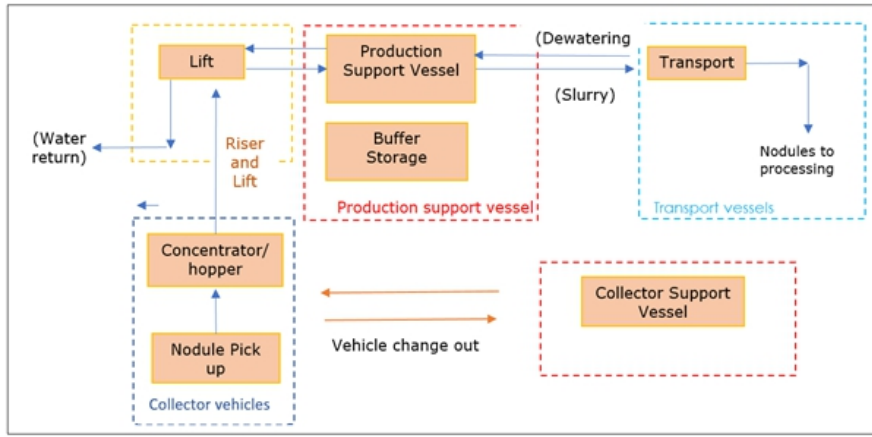 Lift
Production
Support Vessel
(Dewatering
Transport
(Slurry)
(Water
return)
Riser
and
Lift
Buffer
Storage
Nodules to
processing
Production support vessel
Transport vessels
Concentrator/
hopper
Collector Support
Vessel
Nodule Pick
up
Vehicle change out
Collector vehicles